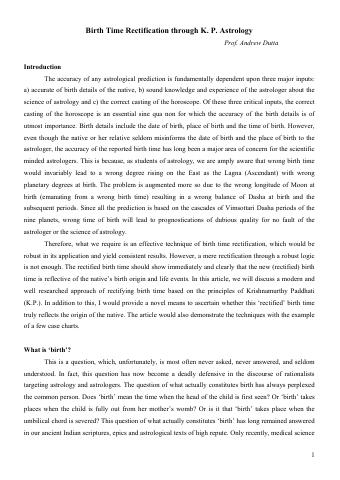 Birth Time Rectification through K. P. Astrology
Prof. Andrew Dutta
Introduction
The accuracy of any astrological prediction is fundamentally dependent upon three major inputs:
a) accurate of birth details of the native, b) sound knowledge and experience of the astrologer about the
science of astrology and c) the correct casting of the horoscope. Of these three critical inputs, the correct
casting of the horoscope is an essential sine qua non for which the accuracy of the birth details is of
utmost importance. Birth details include the date of birth, place of birth and the time of birth. However,
even though the native or her relative seldom misinforms the date of birth and the place of birth to the
astrologer, the accuracy of the reported birth time has long been a major area of concern for the scientific
minded astrologers. This is because, as students of astrology, we are amply aware that wrong birth time
would invariably lead to a wrong degree rising on the East as the Lagna (Ascendant) with wrong
planetary degrees at birth. The problem is augmented more so due to the wrong longitude of Moon at
birth (emanating from a wrong birth time) resulting in a wrong balance of Dasha at birth and the
subsequent periods. Since all the prediction is based on the cascades of Vimsottari Dasha periods of the
nine planets, wrong time of birth will lead to prognostications of dubious quality for no fault of the
astrologer or the science of astrology.
Therefore, what we require is an effective technique of birth time rectification, which would be
robust in its application and yield consistent results. However, a mere rectification through a robust logic
is not enough. The rectified birth time should show immediately and clearly that the new (rectified) birth
time is reflective of the native's birth origin and life events. In this article, we will discuss a modern and
well researched approach of rectifying birth time based on the principles of Krishnamurthy Paddhati
(K.P.). In addition to this, I would provide a novel means to ascertain whether this 'rectified' birth time
truly reflects the origin of the native. The article would also demonstrate the techniques with the example
of a few case charts.
What is 'birth'?
This is a question, which, unfortunately, is most often never asked, never answered, and seldom
understood. In fact, this question has now become a deadly defensive in the discourse of rationalists
targeting astrology and astrologers. The question of what actually constitutes birth has always perplexed
the common person. Does 'birth' mean the time when the head of the child is first seen? Or 'birth' takes
places when the child is fully out from her mother's womb? Or is it that 'birth' takes place when the
umbilical chord is severed? This question of what actually constitutes 'birth' has long remained answered
in our ancient Indian scriptures, epics and astrological texts of high repute. Only recently, medical science
1